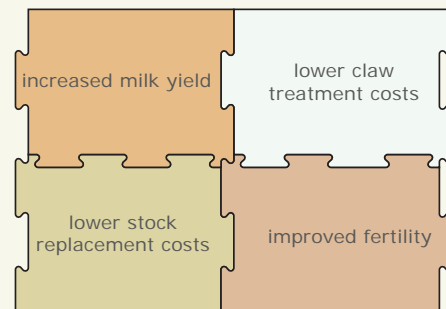 increased milk yield
lower claw
treatment costs
lower stock
replacement costs
improved fertility